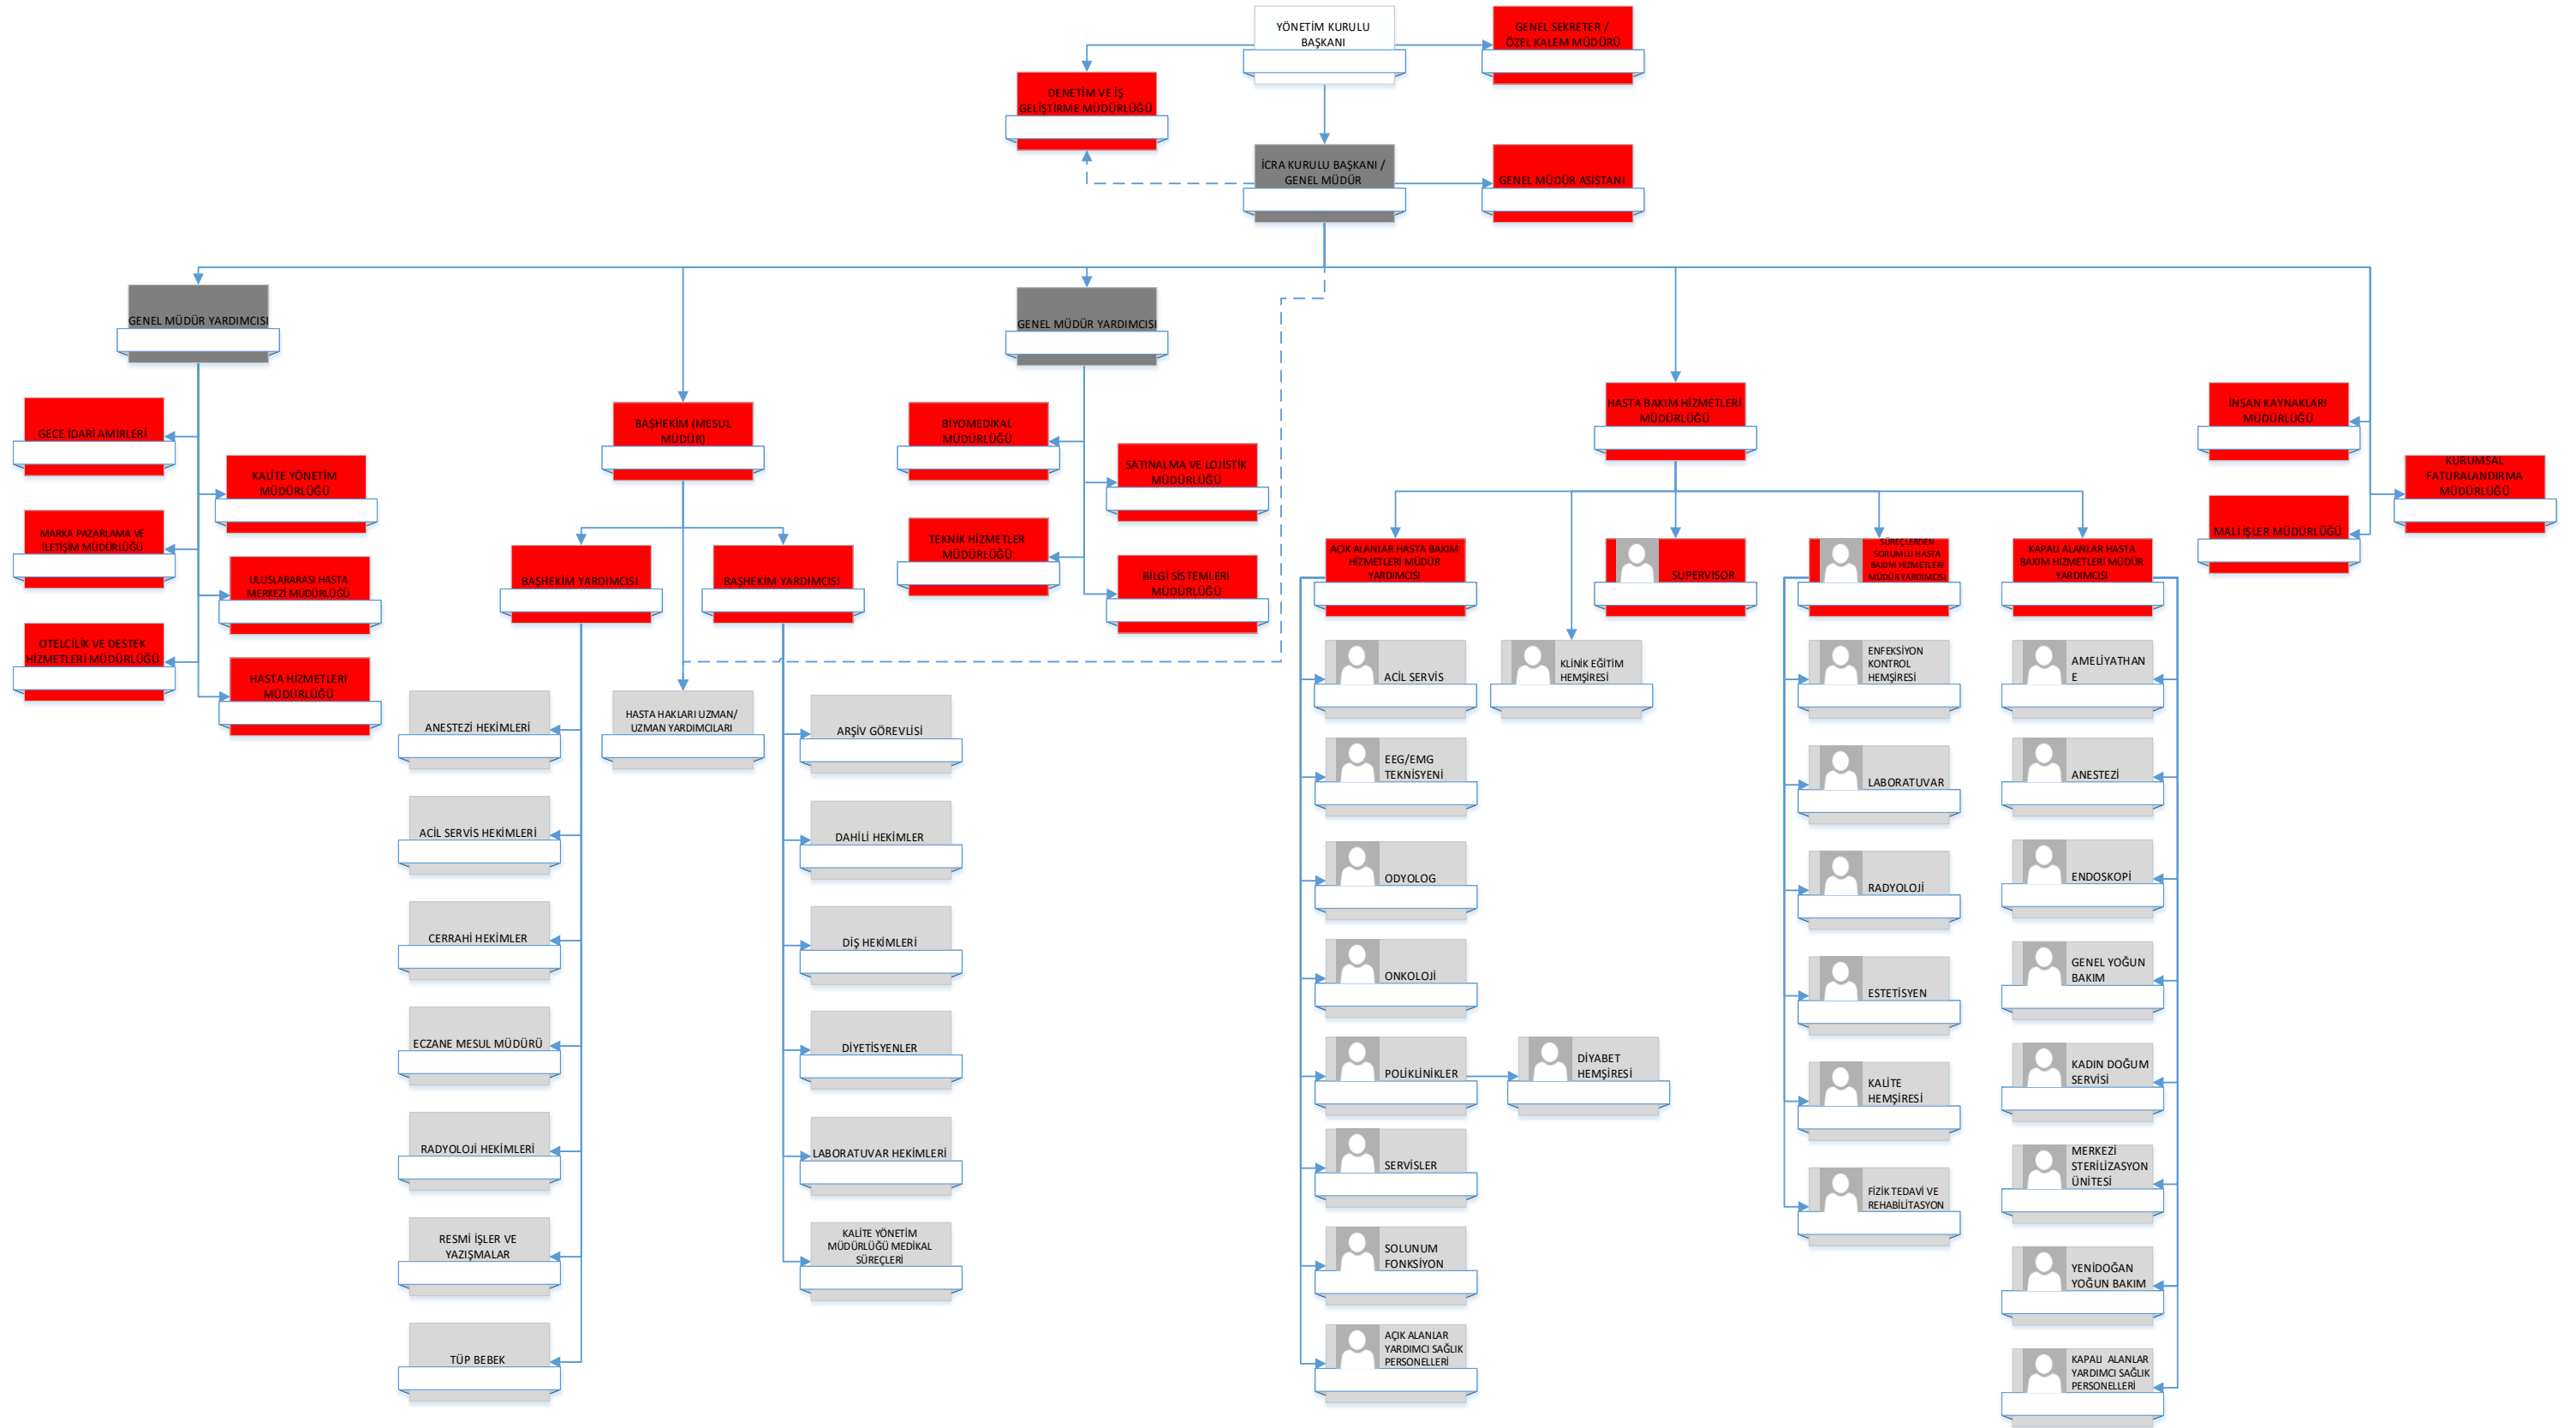 YÖNETİM KURULU
BAŞKANI
GENEL SEKRETER /
ÖZEL KALEM MÜDÜRÜ
DENETİM VE İŞ
GELİŞTİRME MÜDÜRLÜĞÜ
İCRA KURULU BAŞKANI /
GENEL MÜDÜR
GENEL MÜDÜR ASİSTANI
GENEL MÜDÜR YARDIMCISI
GECE İDARİ AMİRLERİ
KALİTE YÖNETİM
MÜDÜRLÜĞÜ
MARKA PAZARLAMA VE
İLETİŞİM MÜDÜRLÜĞÜ
ULUSLARARASI HASTA
MERKEZİ MÜDÜRLÜĞÜ
OTELCİLİK VE DESTEK
HİZMETLERİ MÜDÜRLÜĞÜ
HASTA HİZMETLERİ
MÜDÜRLÜĞÜ
BAŞHEKİM (MESUL
MÜDÜR)
BAŞHEKİM YARDIMCISI
BAŞHEKİM YARDIMCISI
ANESTEZİ HEKİMLERİ
ACİL SERVİS HEKİMLERİ
CERRAHİ HEKİMLER
ECZANE MESUL MÜDÜRÜ
RADYOLOJİ HEKİMLERİ
RESMİ İŞLER VE
YAZIŞMALAR
TÜP BEBEK
HASTA HAKLARI UZMAN/
UZMAN YARDIMCILARI
ARŞİV GÖREVLİSİ
DAHİLİ HEKİMLER
DİŞ HEKİMLERİ
DİYETİSYENLER
LABORATUVAR HEKİMLERİ
KALİTE YÖNETİM
MÜDÜRLÜĞÜ MEDİKAL
SÜREÇLERİ
GENEL MÜDÜR YARDIMCISI
BİYOMEDİKAL
MÜDÜRLÜĞÜ
SATINALMA VE LOJİSTİK
MÜDÜRLÜĞÜ
TEKNİK HİZMETLER
MÜDÜRLÜĞÜ
BİLGİ SİSTEMLERİ
MÜDÜRLÜĞÜ
HASTA BAKIM HİZMETLERİ
MÜDÜRLÜĞÜ
AÇIK ALANLAR HASTA BAKIM
HİZMETLERİ MÜDÜR
YARDIMCISI
ACİL SERVİS
EEG/EMG
TEKNİSYENİ
ODYOLOG
ONKOLOJİ
POLİKLİNİKLER
DİYABET
HEMŞİRESİ
SERVİSLER
SOLUNUM
FONKSİYON
AÇIK ALANLAR
YARDIMCI SAĞLIK
PERSONELLERİ
KLİNİK EĞİTİM
HEMŞİRESİ
SUPERVISOR
SÜREÇLERDEN
SORUMLU HASTA
BAKIM HİZMETLERİ
MÜDÜR YARDIMCISI
ENFEKSİYON
KONTROL
HEMŞİRESİ
LABORATUVAR
RADYOLOJİ
ESTETİSYEN
KALİTE
HEMŞİRESİ
FİZİK TEDAVİ VE
REHABİLİTASYON
KAPALI ALANLAR HASTA
BAKIM HİZMETLERİ MÜDÜR
YARDIMCISI
AMELİYATHAN
E
ANESTEZİ
ENDOSKOPİ
GENEL YOĞUN
BAKIM
KADIN DOĞUM
SERVİSİ
MERKEZİ
STERİLİZASYON
ÜNİTESİ
YENİDOĞAN
YOĞUN BAKIM
KAPALI ALANLAR
YARDIMCI SAĞLIK
PERSONELLERİ
İNSAN KAYNAKLARI
MÜDÜRLÜĞÜ
KURUMSAL
FATURALANDIRMA
MÜDÜRLÜĞÜ
MALİ İŞLER MÜDÜRLÜĞÜ